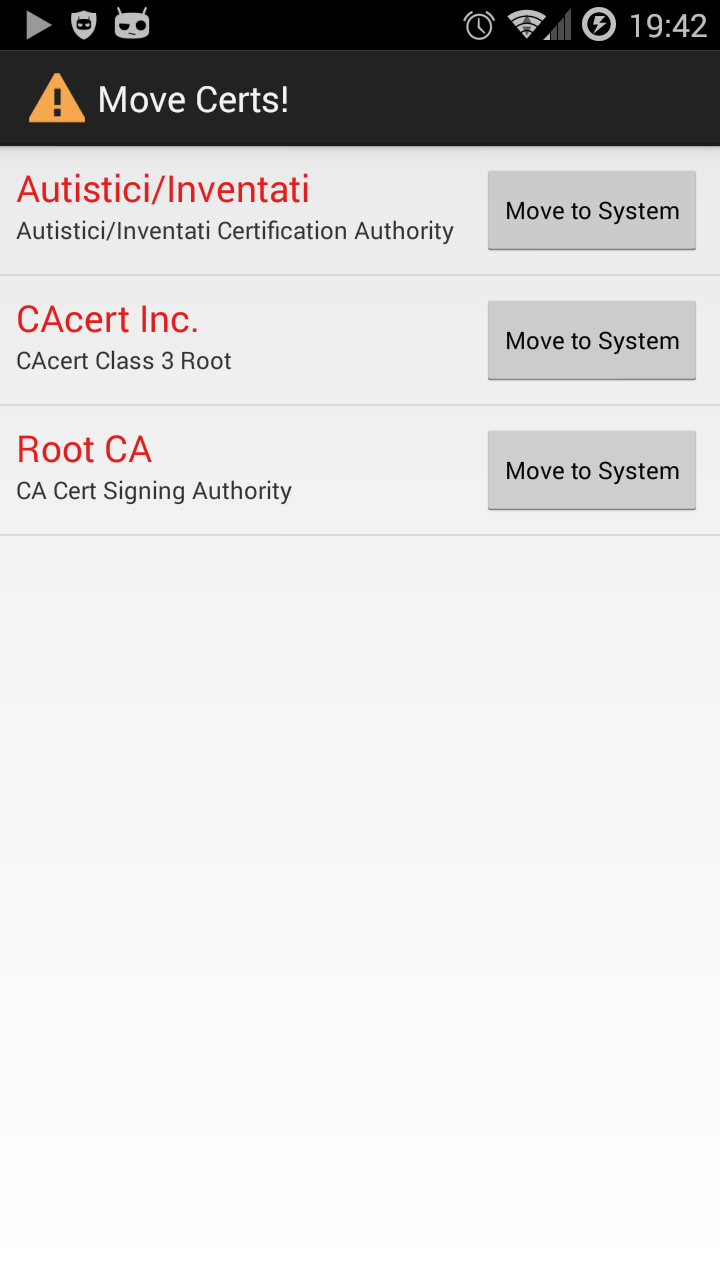 19:42
Move Certs!
Autistici/Inventati
Autistici/Inventati Certification Authority
Move to System
CAcert Inc.
CAcert Class 3 Root
Move to System
Root CA
CA Cert Signing Authority
Move to System